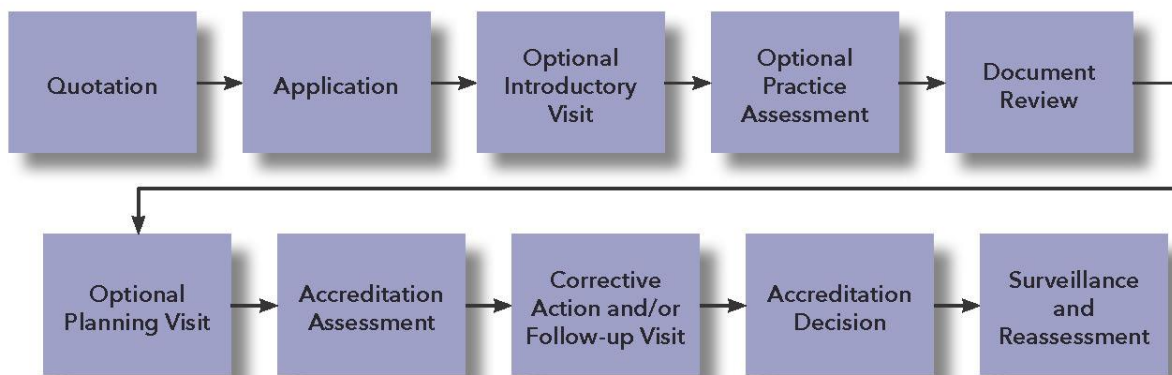 Quotation
Application
Optional
Introductory
Visit
Optional
Practice
Assessment
Document
Review
Optional
Planning Visit
Accreditation
Assessment
Corrective
Action and/or
Follow-up Visit
Accreditation
Decision
Surveillance
and
Reassessment